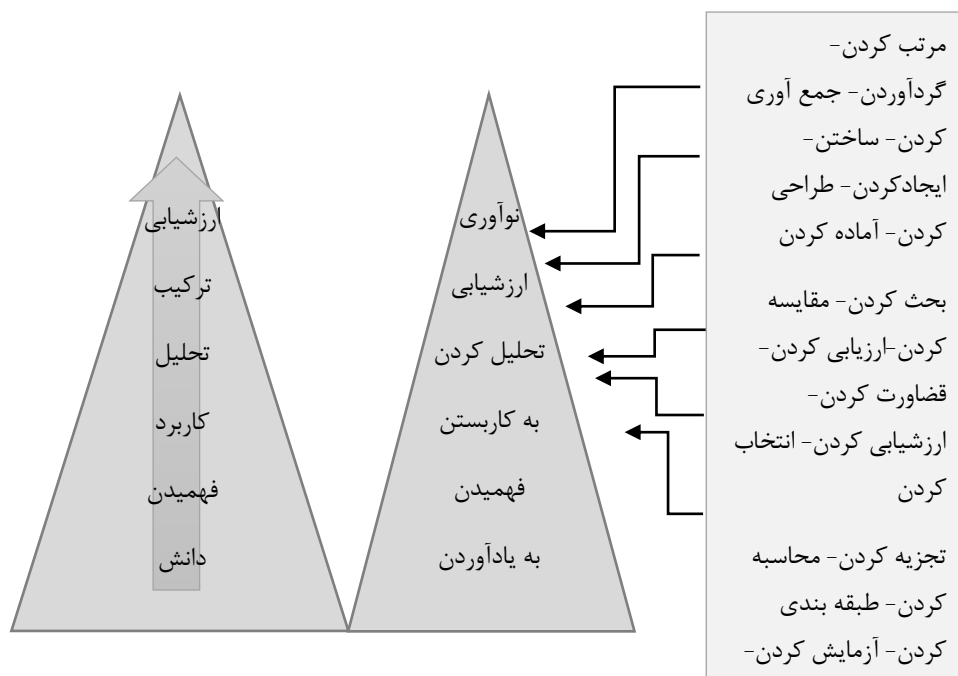 مرتب کردن-
گردآوردن- جمع آوری
کردن- ساختن-
ایجادکردن- طراحی
کردن- آماده کردن
بحث کردن- مقایسه
کردن-ارزیابی کردن-
قضاورت کردن-
ارزشیابی کردن- انتخاب
کردن
تجزیه کردن- محاسبه
کردن- طبقه بندی
کردن- آزمایش کردن-
نوآوری
ارزشیابی
تحلیل کردن
به کاربستن
فهمیدن
به یادآوردن
ارزشیابی
ترکیب
تحلیل
کاربرد
فهمیدن
دانش